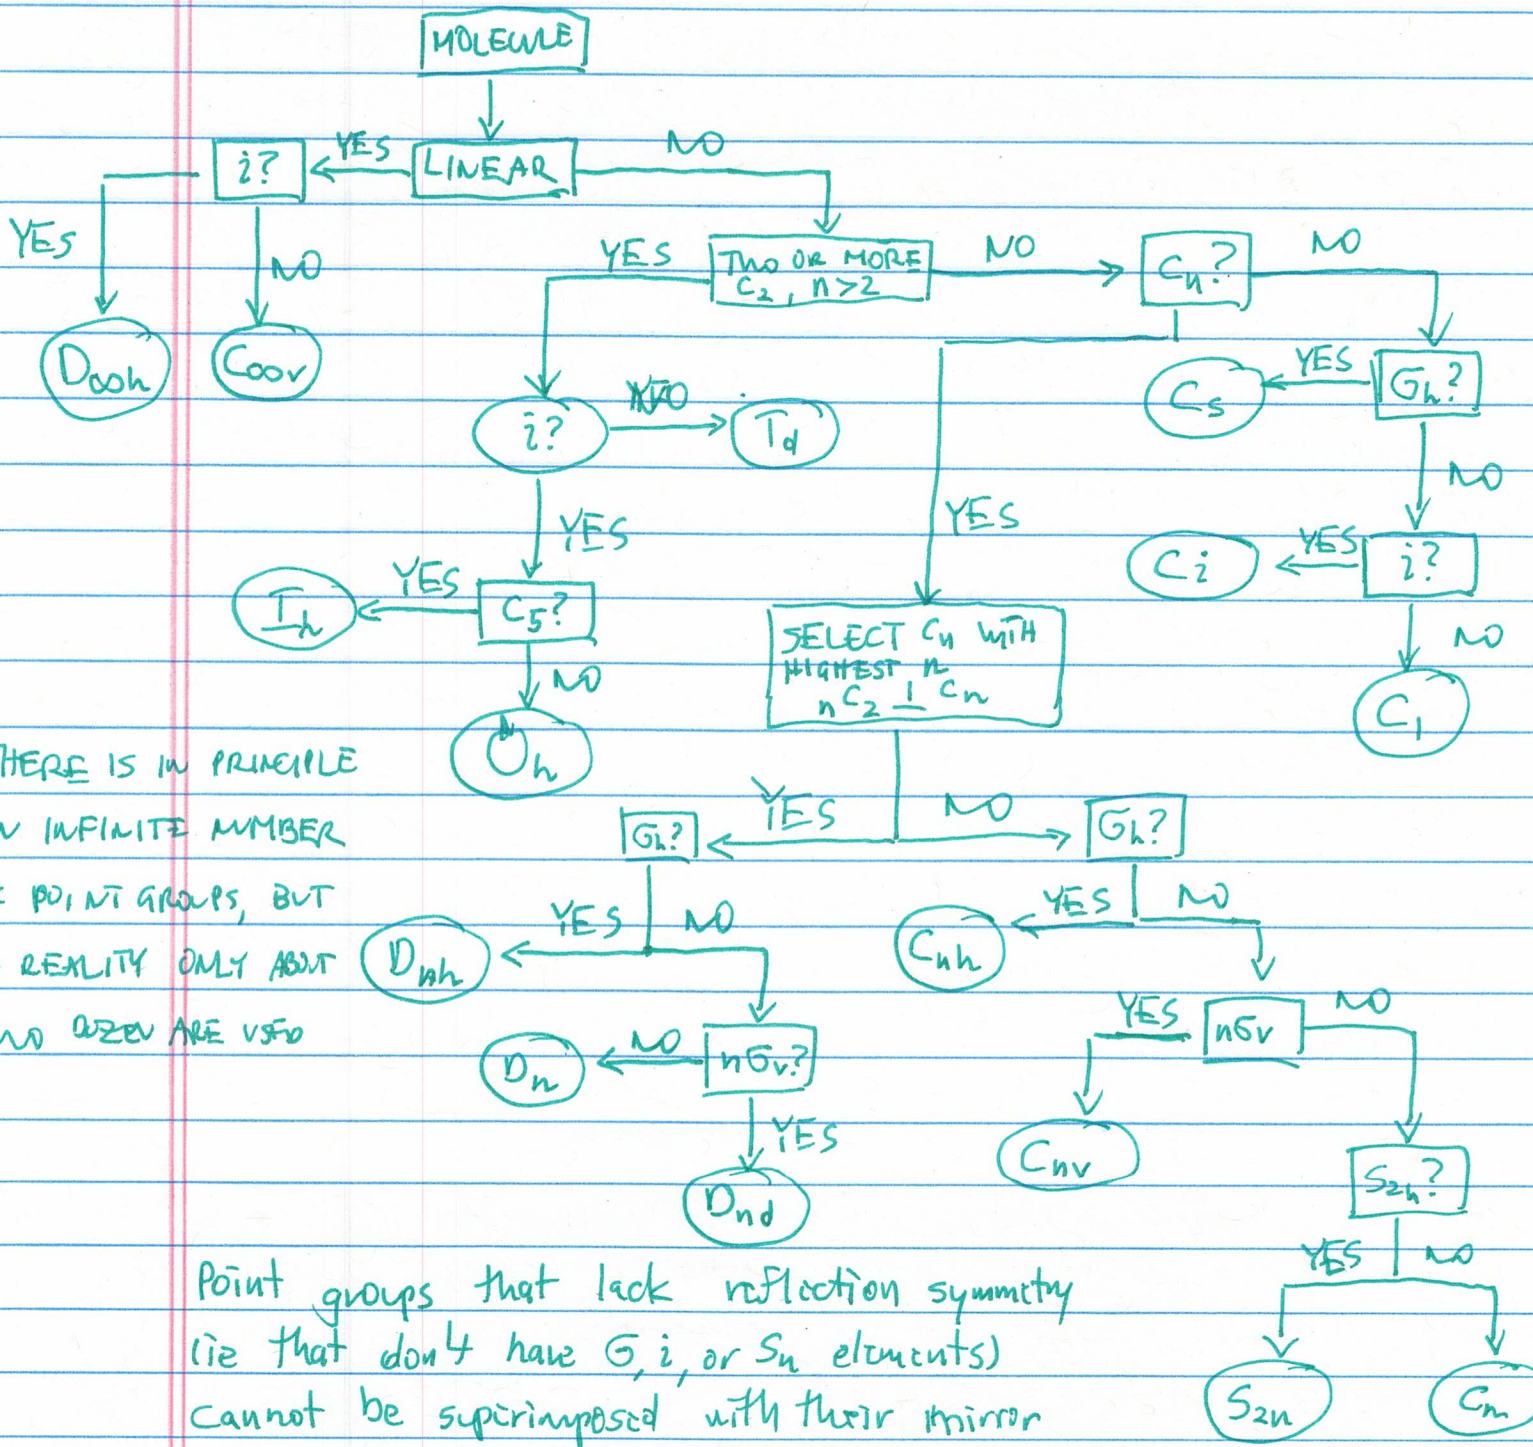 MOLECULE
i? YES LINEAR NO
YES NO YES TWO OR MORE NO Cn? NO
C2, n>2
D∞h C∞v Cs YES σh?
i? NO Td
NO
YES YES
Ci YES i?
Ih YES C5?
SELECT Cn WITH NO
HIGHEST n
NO nC2 ⊥ Cn
C1
Oh
HERE IS IN PRINCIPLE
N INFINITE NUMBER σh? YES NO σh?
POINT GROUPS, BUT YES NO YES NO
REALITY ONLY ABOUT Dnh Cnh
WO DOZEN ARE USED
YES nσv NO
Dn NO nσv?
YES Cnv
S2n?
Dnd
YES NO
Point groups that lack reflection symmetry
(ie that don't have σ, i, or Sn elements)
cannot be superimposed with their mirror
S2n Cn